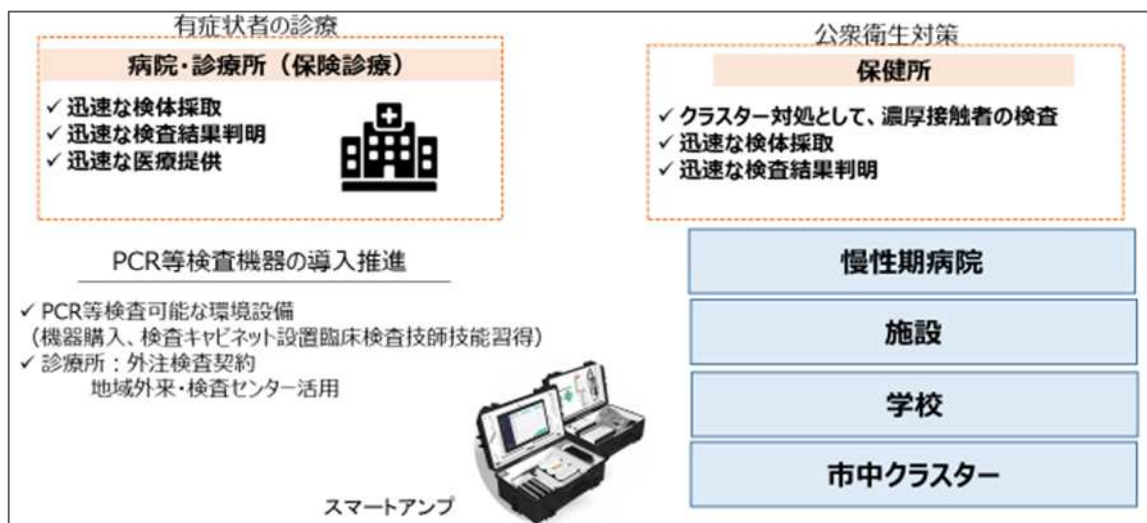 有症状者の診療
病院・診療所（保険診療）
✓ 迅速な検体採取
✓ 迅速な検査結果判明
✓ 迅速な医療提供
PCR等検査機器の導入推進
✓ PCR等検査可能な環境設備
（機器購入、検査キャビネット設置臨床検査技師技能習得）
✓ 診療所：外注検査契約
地域外来・検査センター活用
スマートアンプ
公衆衛生対策
保健所
✓ クラスター対処として、濃厚接触者の検査
✓ 迅速な検体採取
✓ 迅速な検査結果判明
慢性期病院
施設
学校
市中クラスター